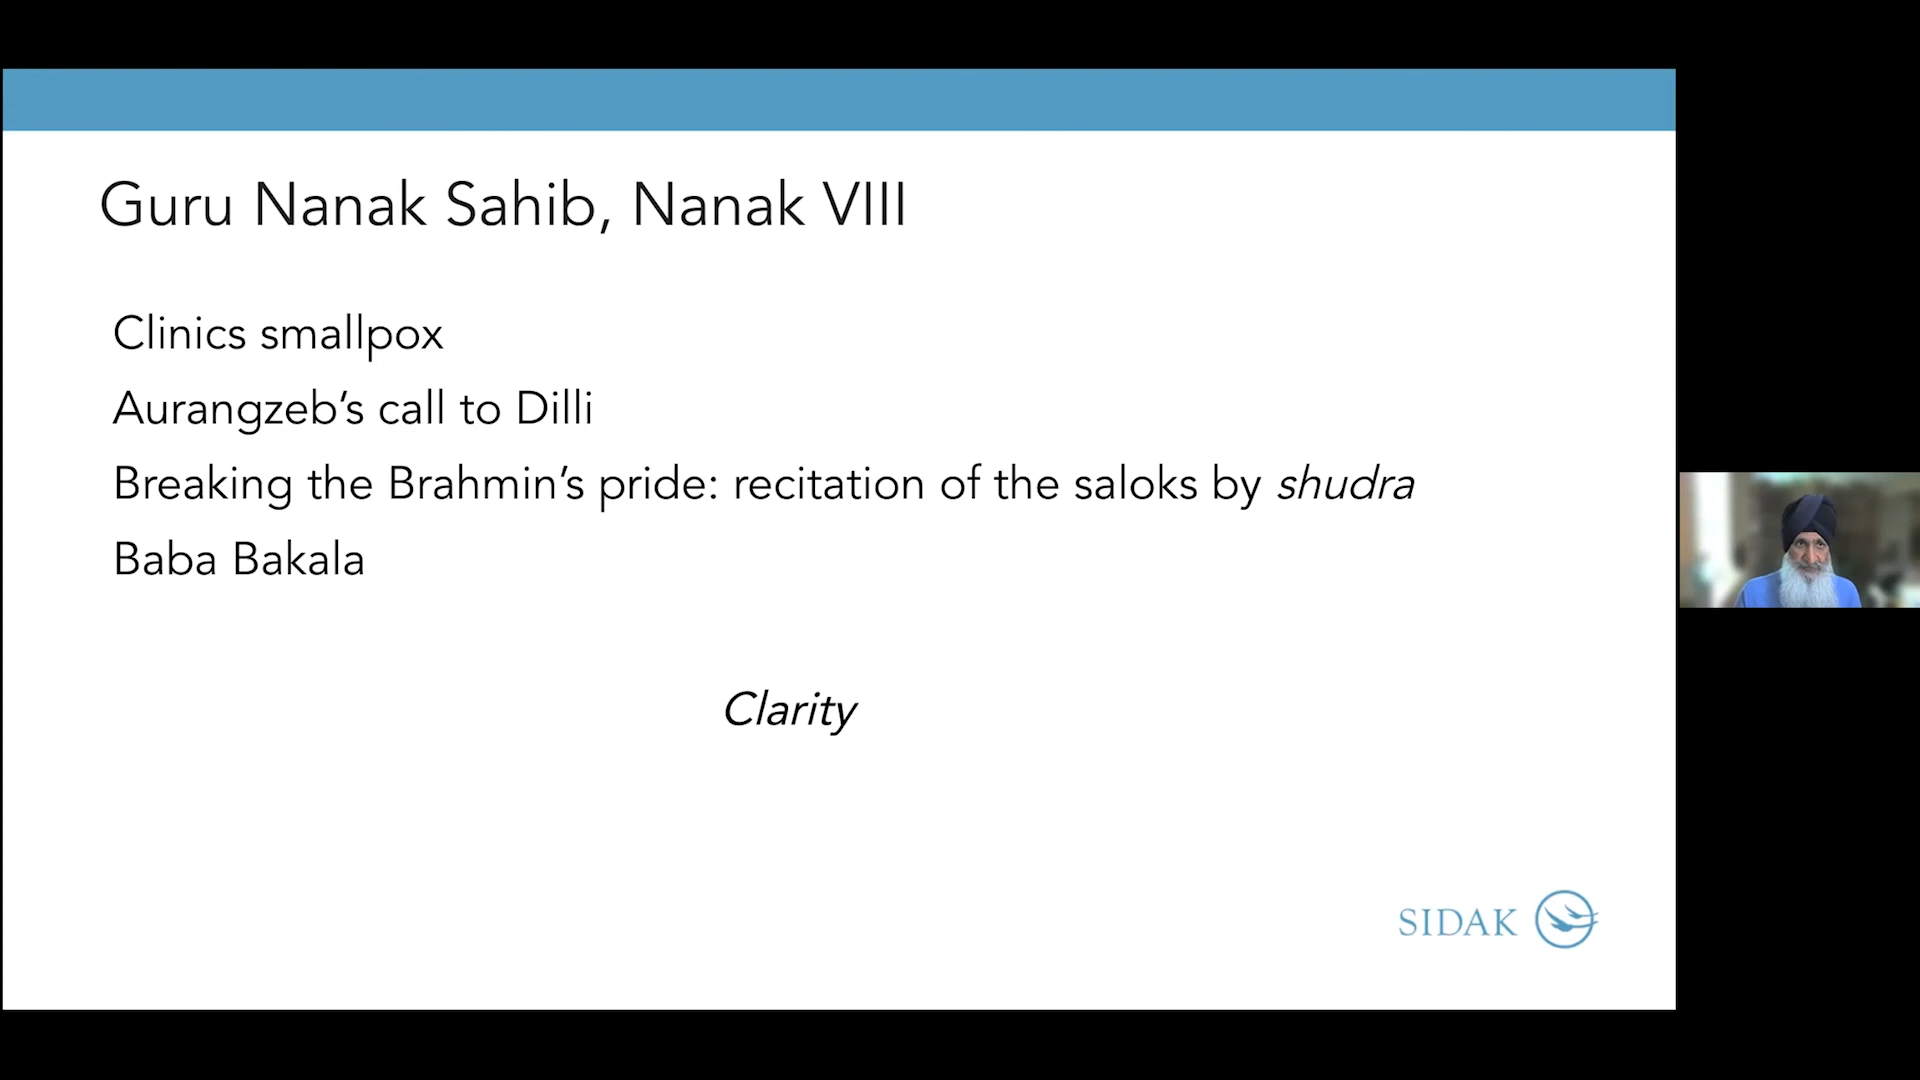 Guru Nanak Sahib, Nanak VIII
Clinics smallpox
Aurangzeb’s call to Dilli
Breaking the Brahmin’s pride: recitation of the saloks by shudra
Baba Bakala
Clarity
SIDAK